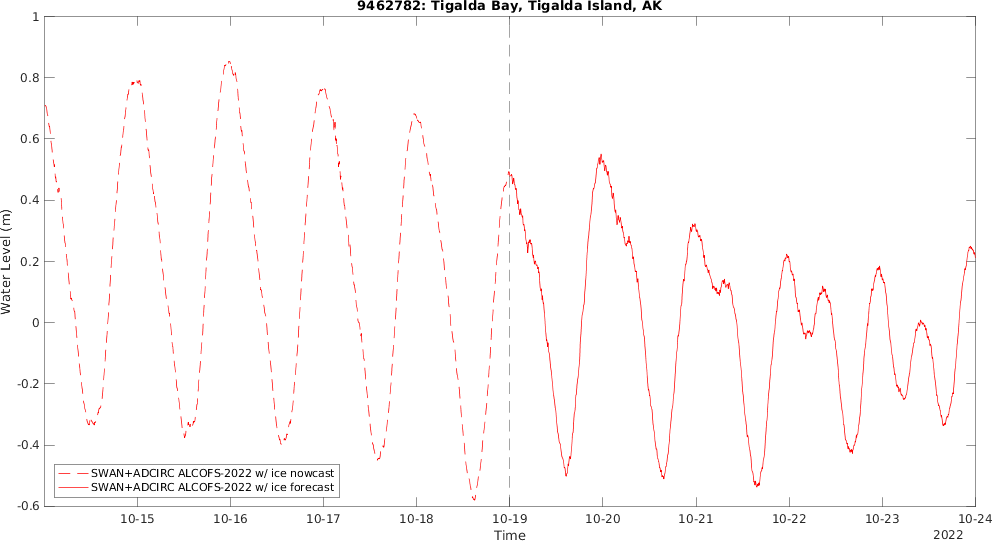 9462782: Tigalda Bay, Tigalda Island, AK
Water Level (m)
1
0.8
0.6
0.4
0.2
0
-0.2
-0.4
-0.6
SWAN+ADCIRC ALCOFS-2022 w/ ice nowcast
SWAN+ADCIRC ALCOFS-2022 w/ ice forecast
10-15 10-16 10-17 10-18 10-19 10-20 10-21 10-22 10-23 10-24
Time
2022